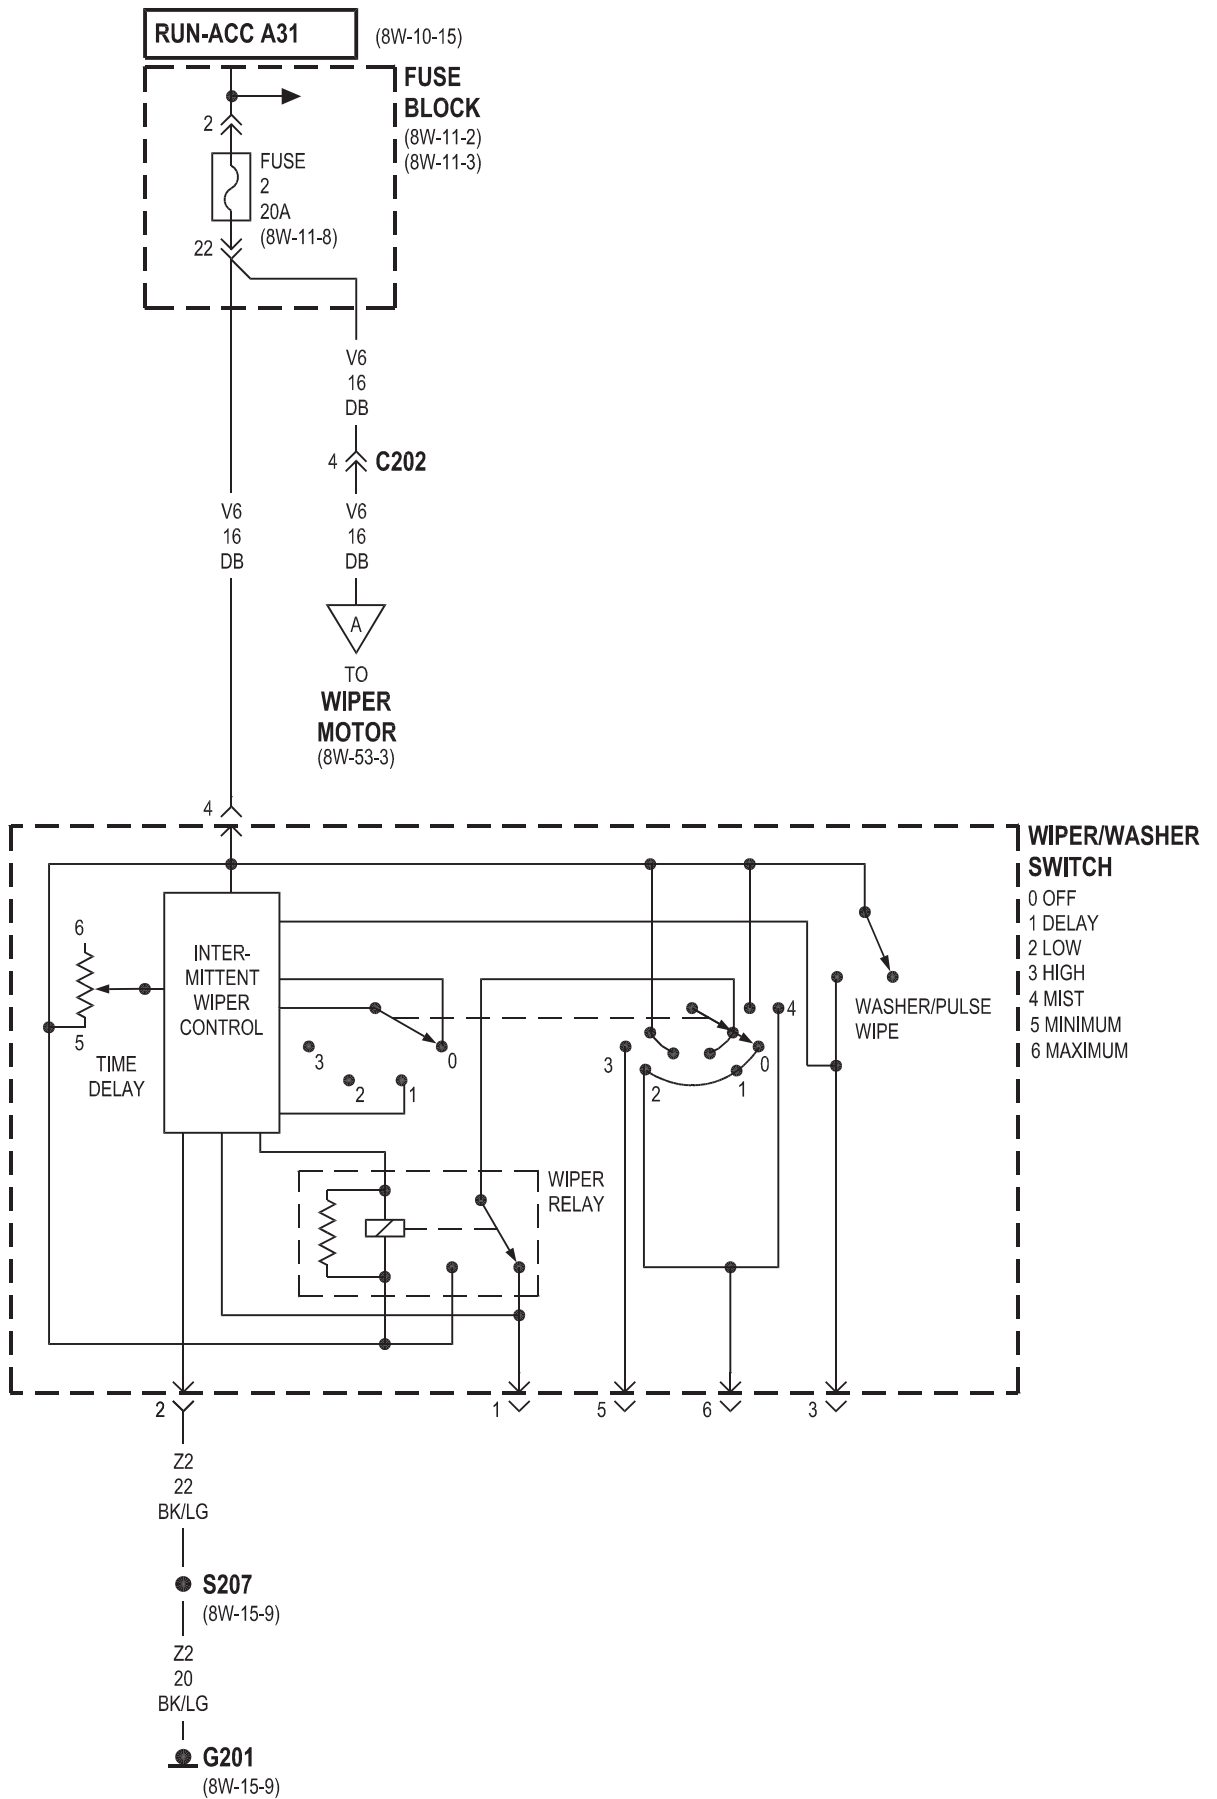 RUN-ACC A31
(8W-10-15)
FUSE
BLOCK
(8W-11-2)
(8W-11-3)
2
FUSE
2
20A
(8W-11-8)
22
V6
16
DB
4
C202
V6
16
DB
V6
16
DB
A
TO
WIPER
MOTOR
(8W-53-3)
4
WIPER/WASHER
SWITCH
0 OFF
1 DELAY
2 LOW
3 HIGH
4 MIST
5 MINIMUM
6 MAXIMUM
6
5
TIME
DELAY
INTER-
MITTENT
WIPER
CONTROL
3
2
1
0
3
2
1
0
4
WASHER/PULSE
WIPE
WIPER
RELAY
2
1
5
6
3
Z2
22
BK/LG
S207
(8W-15-9)
Z2
20
BK/LG
G201
(8W-15-9)